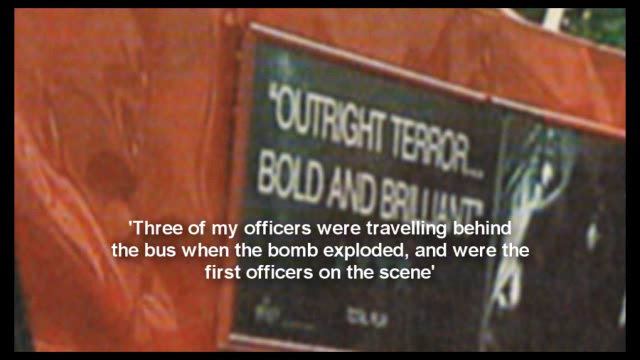 "OUTRIGHT TERROR...
BOLD AND BRILLIANT"
'Three of my officers were travelling behind
the bus when the bomb exploded, and were the
first officers on the scene'